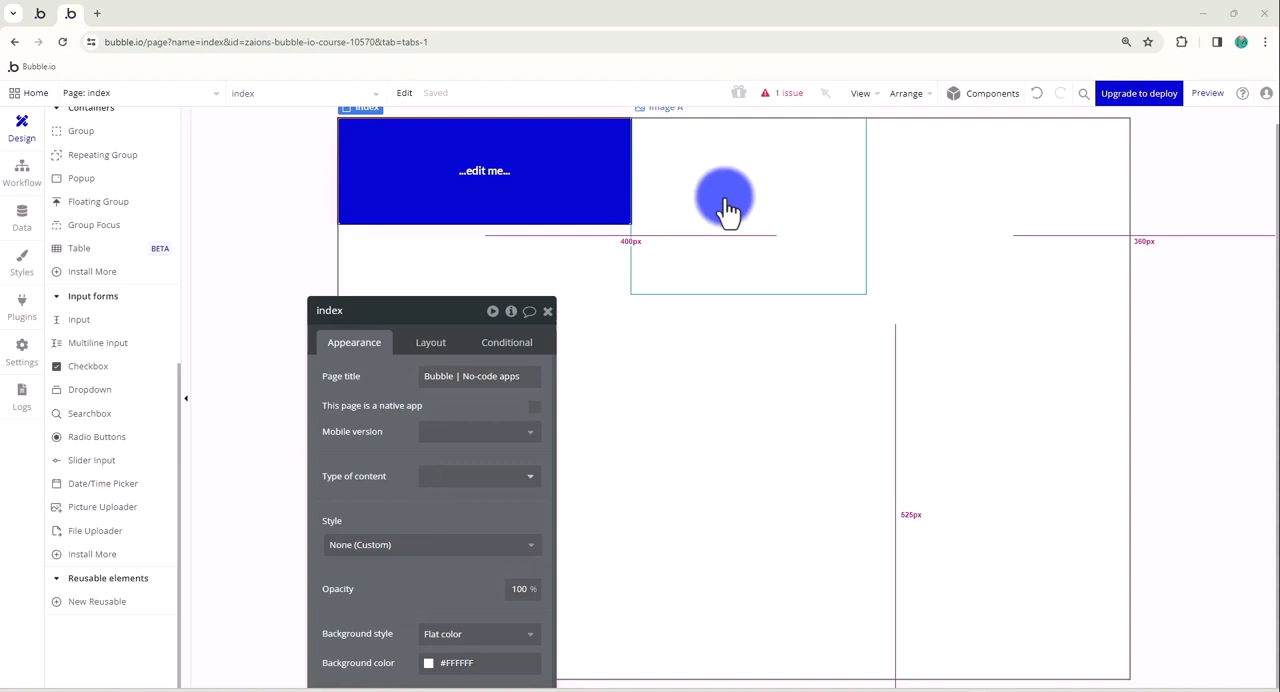 bubble.io/page?name=index&id=zaions-bubble-io-course-10570&tab=tabs-1
Bubble.io
Home
Page: index
index
Edit
Saved
1 issue
View
Arrange
Components
Upgrade to deploy
Preview
Design
Workflow
Data
Styles
Plugins
Settings
Logs
Containers
Group
Repeating Group
Popup
Floating Group
Group Focus
Table BETA
Install More
Input forms
Input
Multiline Input
Checkbox
Dropdown
Searchbox
Radio Buttons
Slider Input
Date/Time Picker
Picture Uploader
File Uploader
Install More
Reusable elements
New Reusable
index
Image A
...edit me...
400px
360px
525px
index
Appearance Layout Conditional
Page title Bubble | No-code apps
This page is a native app
Mobile version
Type of content
Style
None (Custom)
Opacity 100 %
Background style Flat color
Background color #FFFFFF